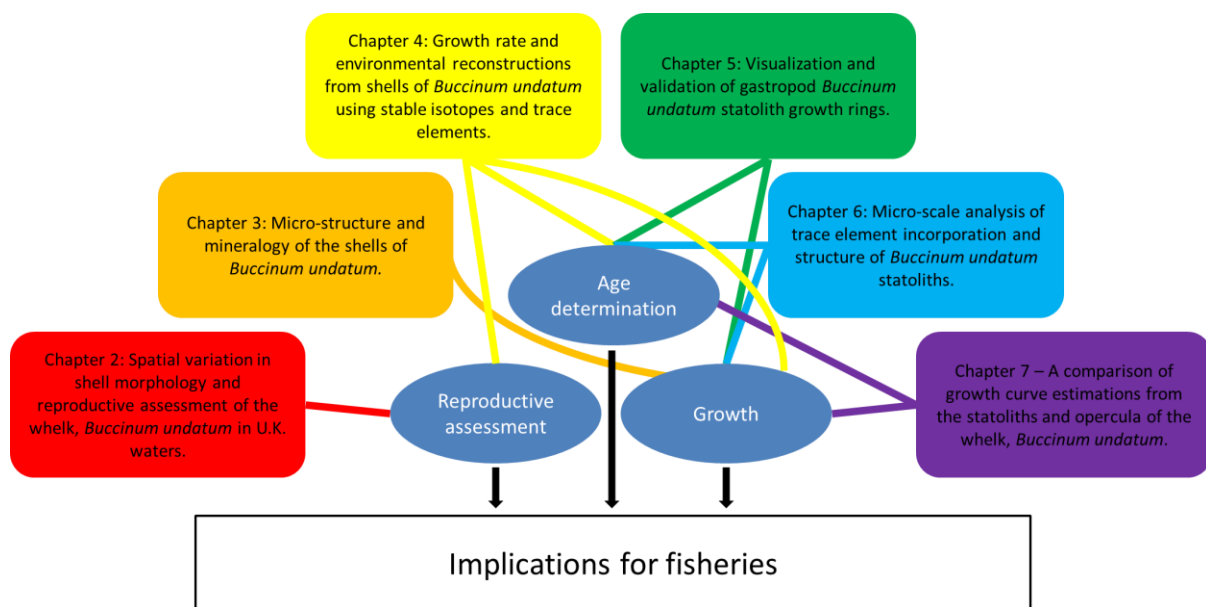 Chapter 4: Growth rate and
environmental reconstructions
from shells of Buccinum undatum
using stable isotopes and trace
elements.
Chapter 5: Visualization and
validation of gastropod Buccinum
undatum statolith growth rings.
Chapter 3: Micro-structure and
mineralogy of the shells of
Buccinum undatum.
Chapter 6: Micro-scale analysis of
trace element incorporation and
structure of Buccinum undatum
statoliths.
Age
determination
Chapter 2: Spatial variation in
shell morphology and
reproductive assessment of the
whelk, Buccinum undatum in U.K.
waters.
Reproductive
assessment
Growth
Chapter 7 – A comparison of
growth curve estimations from
the statoliths and opercula of the
whelk, Buccinum undatum.
Implications for fisheries